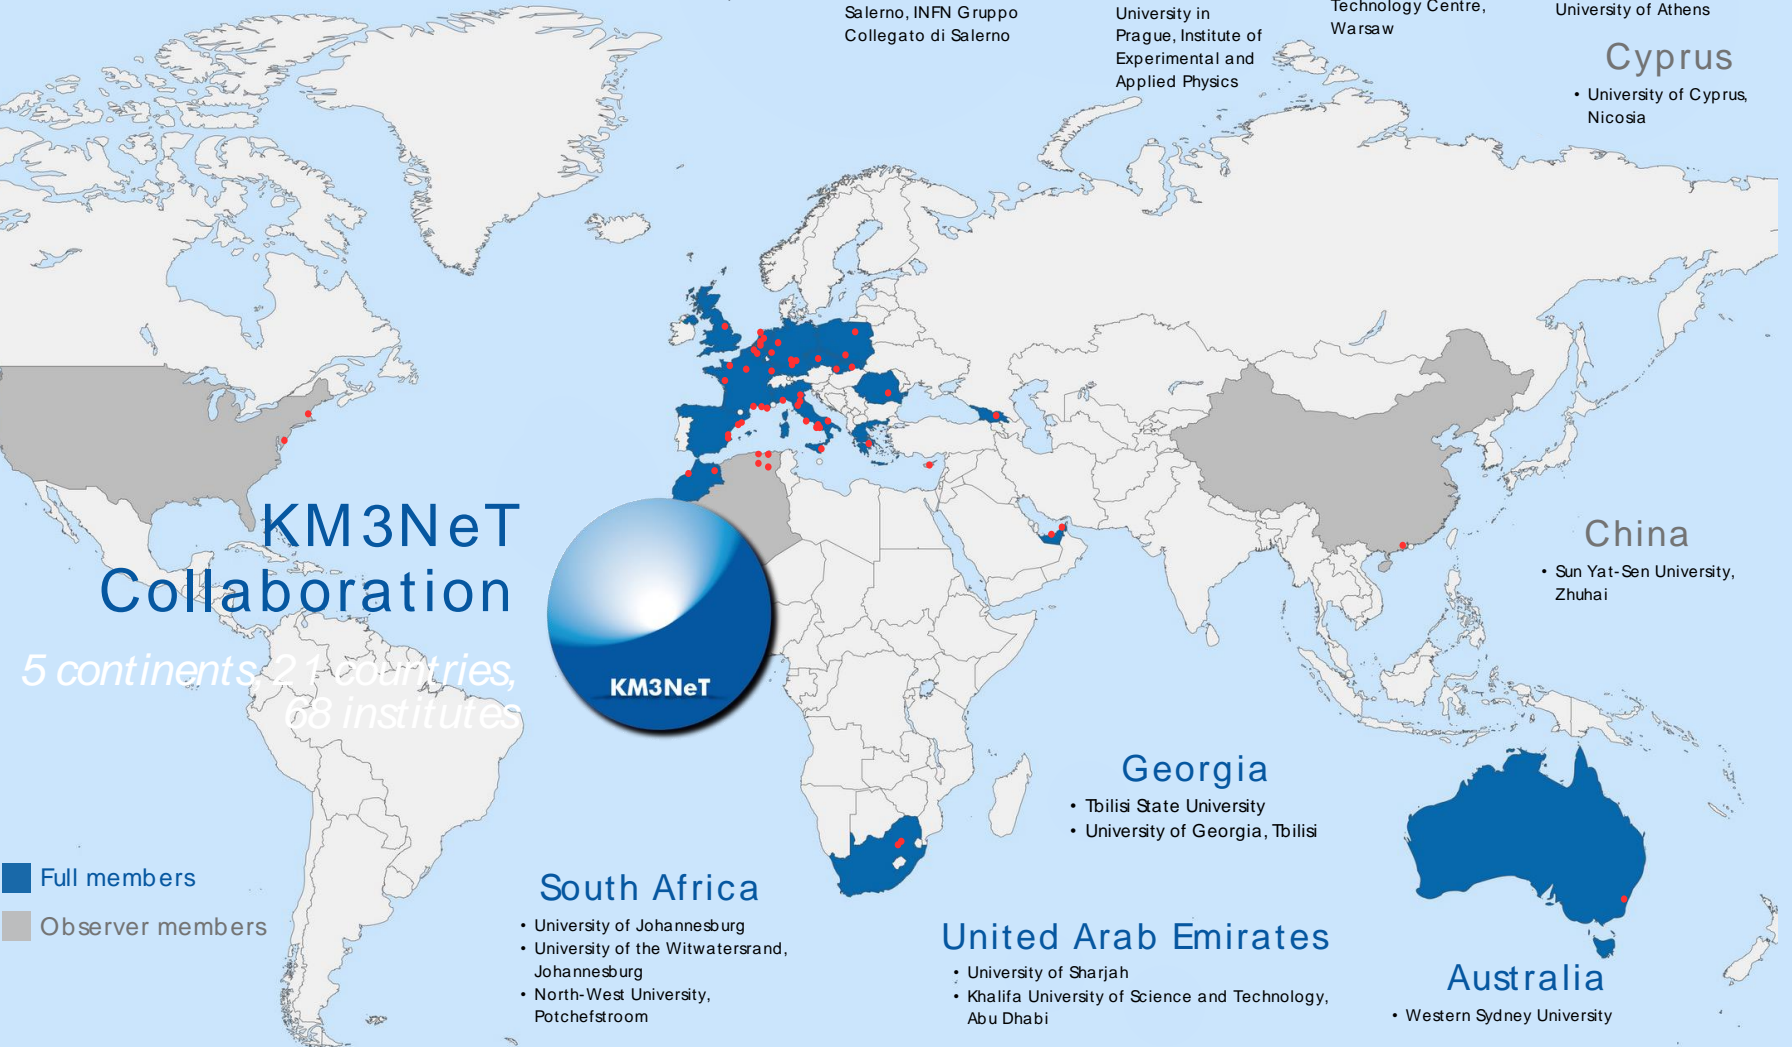 Salerno, INFN Gruppo
Collegato di Salerno
University in
Prague, Institute of
Experimental and
Applied Physics
Technology Centre,
Warsaw
University of Athens
Cyprus
• University of Cyprus,
Nicosia
KM3NeT
Collaboration
5 continents, 21 countries,
68 institutes
KM3NeT
China
• Sun Yat-Sen University,
Zhuhai
Georgia
• Tbilisi State University
• University of Georgia, Tbilisi
Full members
Observer members
South Africa
• University of Johannesburg
• University of the Witwatersrand,
Johannesburg
• North-West University,
Potchefstroom
United Arab Emirates
• University of Sharjah
• Khalifa University of Science and Technology,
Abu Dhabi
Australia
• Western Sydney University